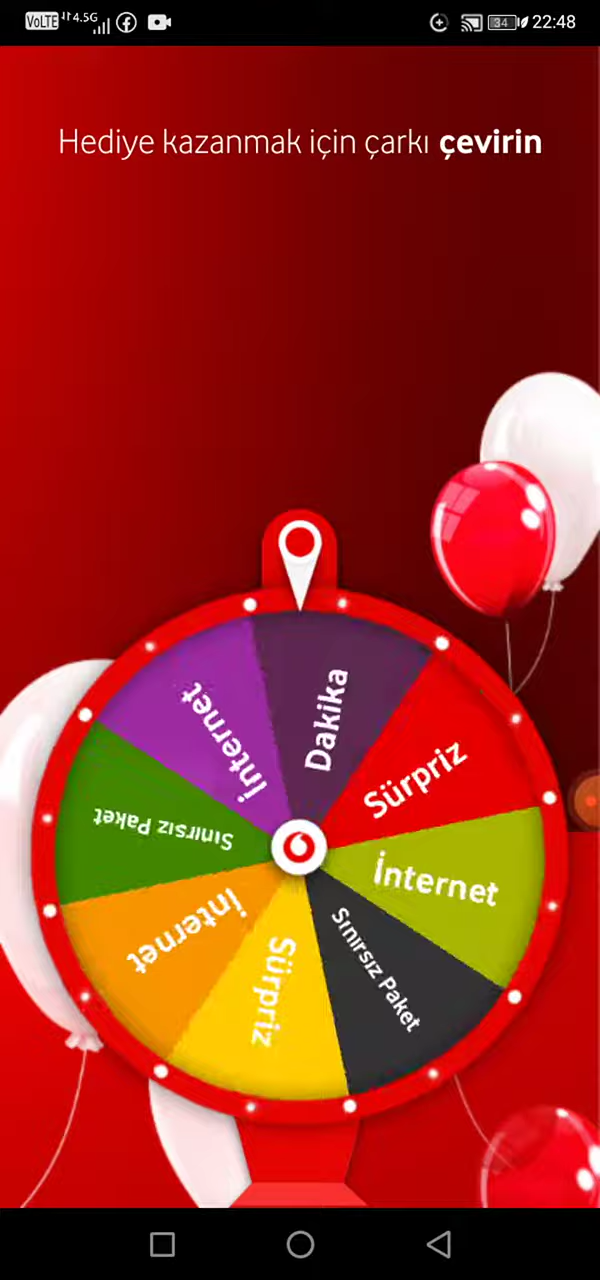 VoLTE 4.5G 34 22:48
Hediye kazanmak için çarkı çevirin
Dakika
Sürpriz
İnternet
Sınırsız Paket
Sürpriz
İnternet
Sınırsız Paket
İnternet